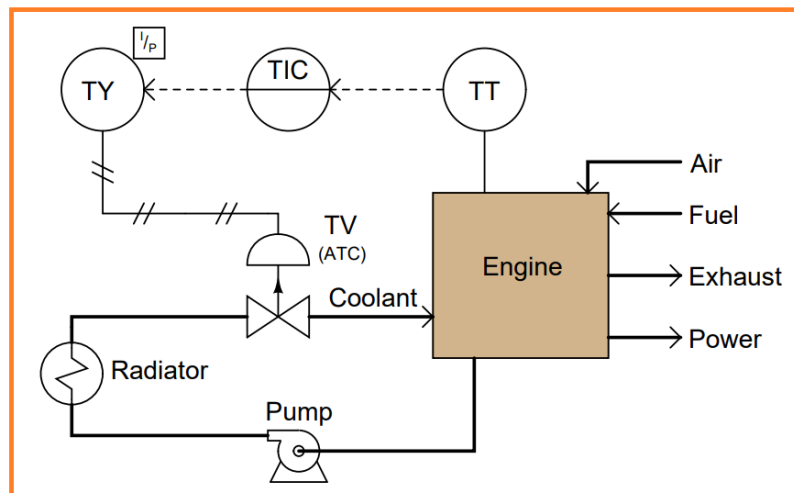 I/P
TY
TIC
TT
Air
Fuel
TV
(ATC)
Engine
Coolant
Exhaust
Power
Radiator
Pump